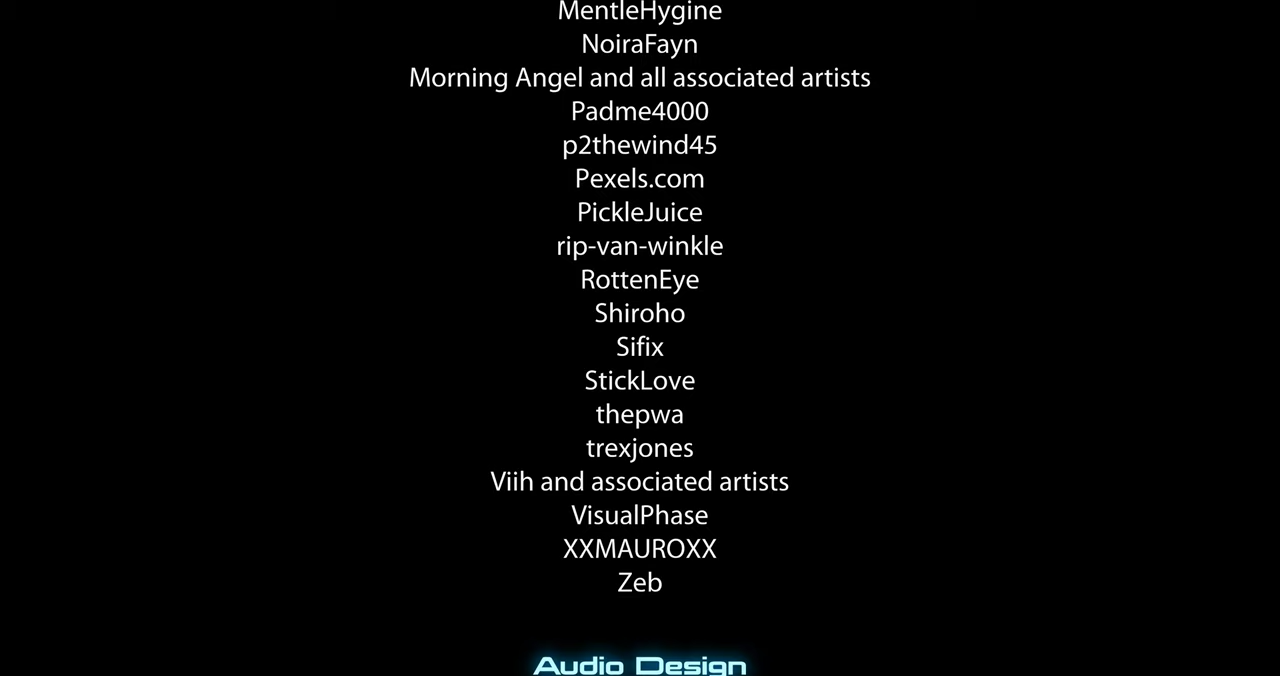 MentleHygine
NoiraFayn
Morning Angel and all associated artists
Padme4000
p2thewind45
Pexels.com
PickleJuice
rip-van-winkle
RottenEye
Shiroho
Sifix
StickLove
thepwa
trexjones
Viih and associated artists
VisualPhase
XXMAUROXX
Zeb
Audio Design